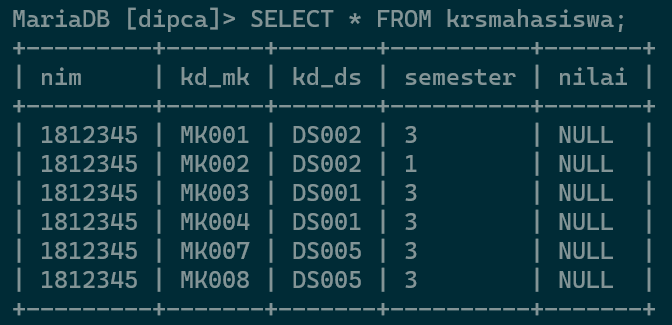 MariaDB [dipca]> SELECT * FROM krsmahasiswa;
+---------+-------+-------+----------+-------+
| nim     | kd_mk | kd_ds | semester | nilai |
+---------+-------+-------+----------+-------+
| 1812345 | MK001 | DS002 | 3        | NULL  |
| 1812345 | MK002 | DS002 | 1        | NULL  |
| 1812345 | MK003 | DS001 | 3        | NULL  |
| 1812345 | MK004 | DS001 | 3        | NULL  |
| 1812345 | MK007 | DS005 | 3        | NULL  |
| 1812345 | MK008 | DS005 | 3        | NULL  |
+---------+-------+-------+----------+-------+